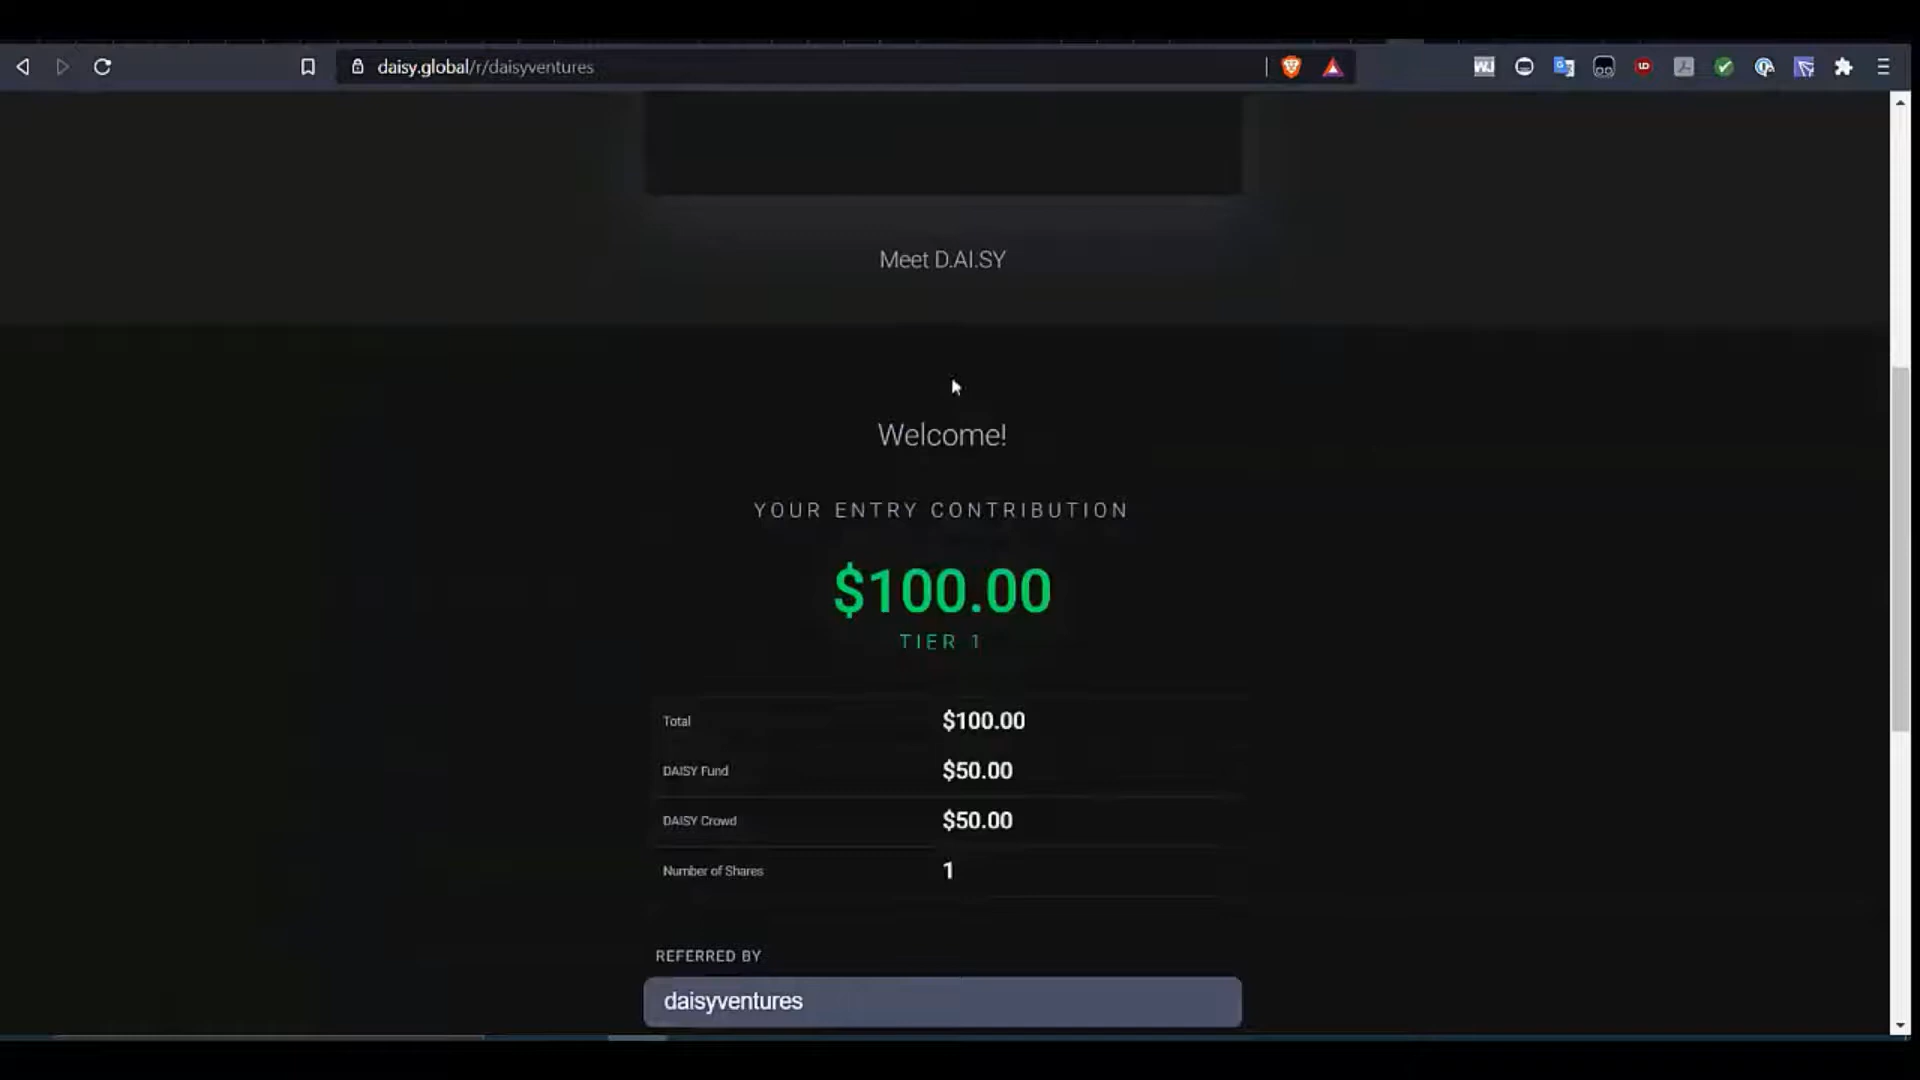 daisy.global/r/daisyventures
Meet D.AI.SY
Welcome!
YOUR ENTRY CONTRIBUTION
$100.00
TIER 1
Total $100.00
DAISY Fund $50.00
DAISY Crowd $50.00
Number of Shares 1
REFERRED BY
daisyventures